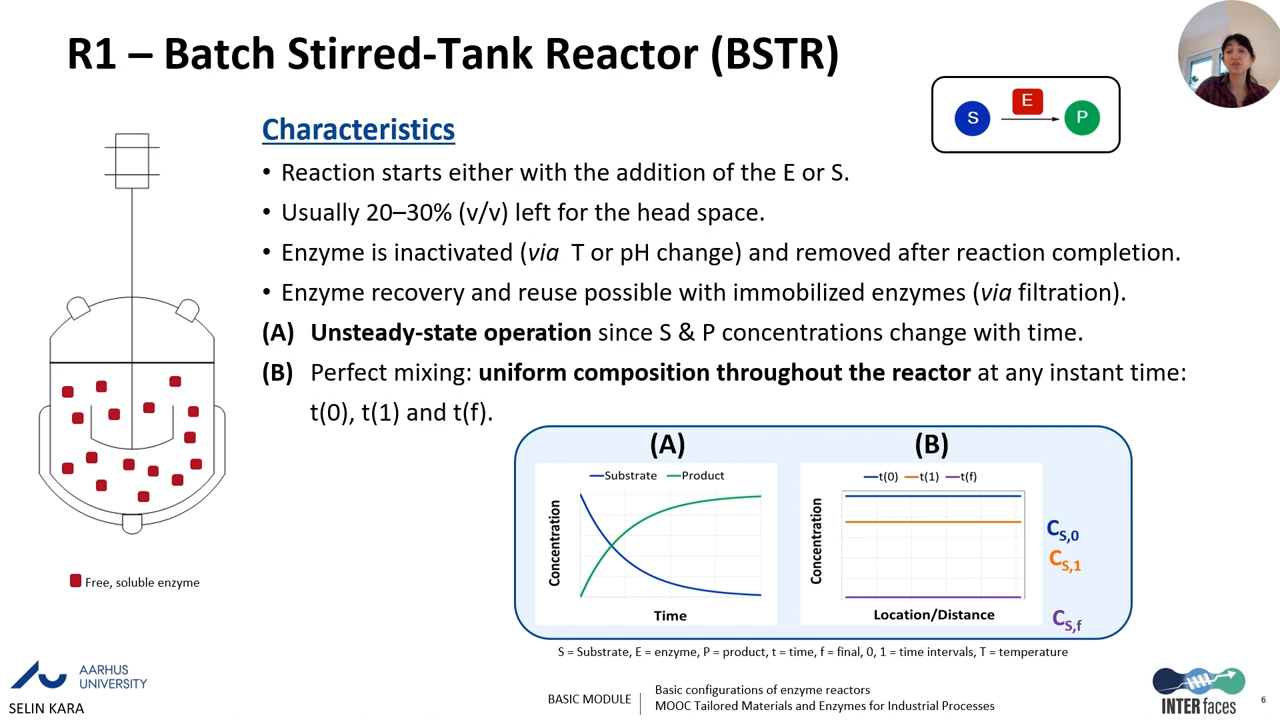 R1 – Batch Stirred-Tank Reactor (BSTR)
S
E
P
Characteristics
• Reaction starts either with the addition of the E or S.
• Usually 20–30% (v/v) left for the head space.
• Enzyme is inactivated (via T or pH change) and removed after reaction completion.
• Enzyme recovery and reuse possible with immobilized enzymes (via filtration).
(A) Unsteady-state operation since S & P concentrations change with time.
(B) Perfect mixing: uniform composition throughout the reactor at any instant time:
t(0), t(1) and t(f).
Free, soluble enzyme
(A)
Substrate Product
Concentration
Time
(B)
t(0) t(1) t(f)
Concentration
Location/Distance
CS,0
CS,1
CS,f
S = Substrate, E = enzyme, P = product, t = time, f = final, 0, 1 = time intervals, T = temperature
AARHUS
UNIVERSITY
SELIN KARA
BASIC MODULE
Basic configurations of enzyme reactors
MOOC Tailored Materials and Enzymes for Industrial Processes
INTERfaces
6